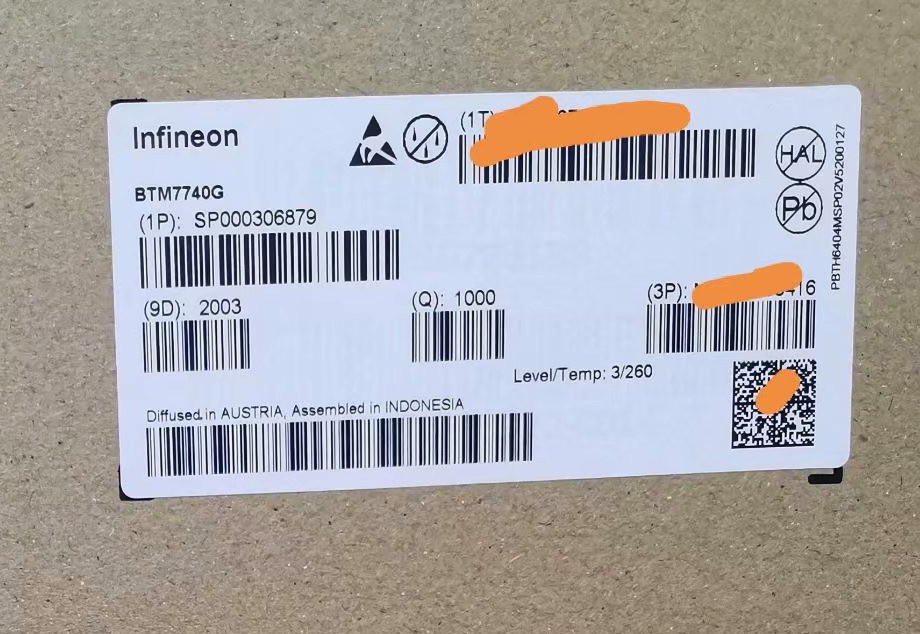 Infineon
(1T)
HAL
Pb
PBTH6404MSP02V5200127
BTM7740G
(1P): SP000306879
(9D): 2003
(Q): 1000
(3P):
Level/Temp: 3/260
Diffused in AUSTRIA, Assembled in INDONESIA